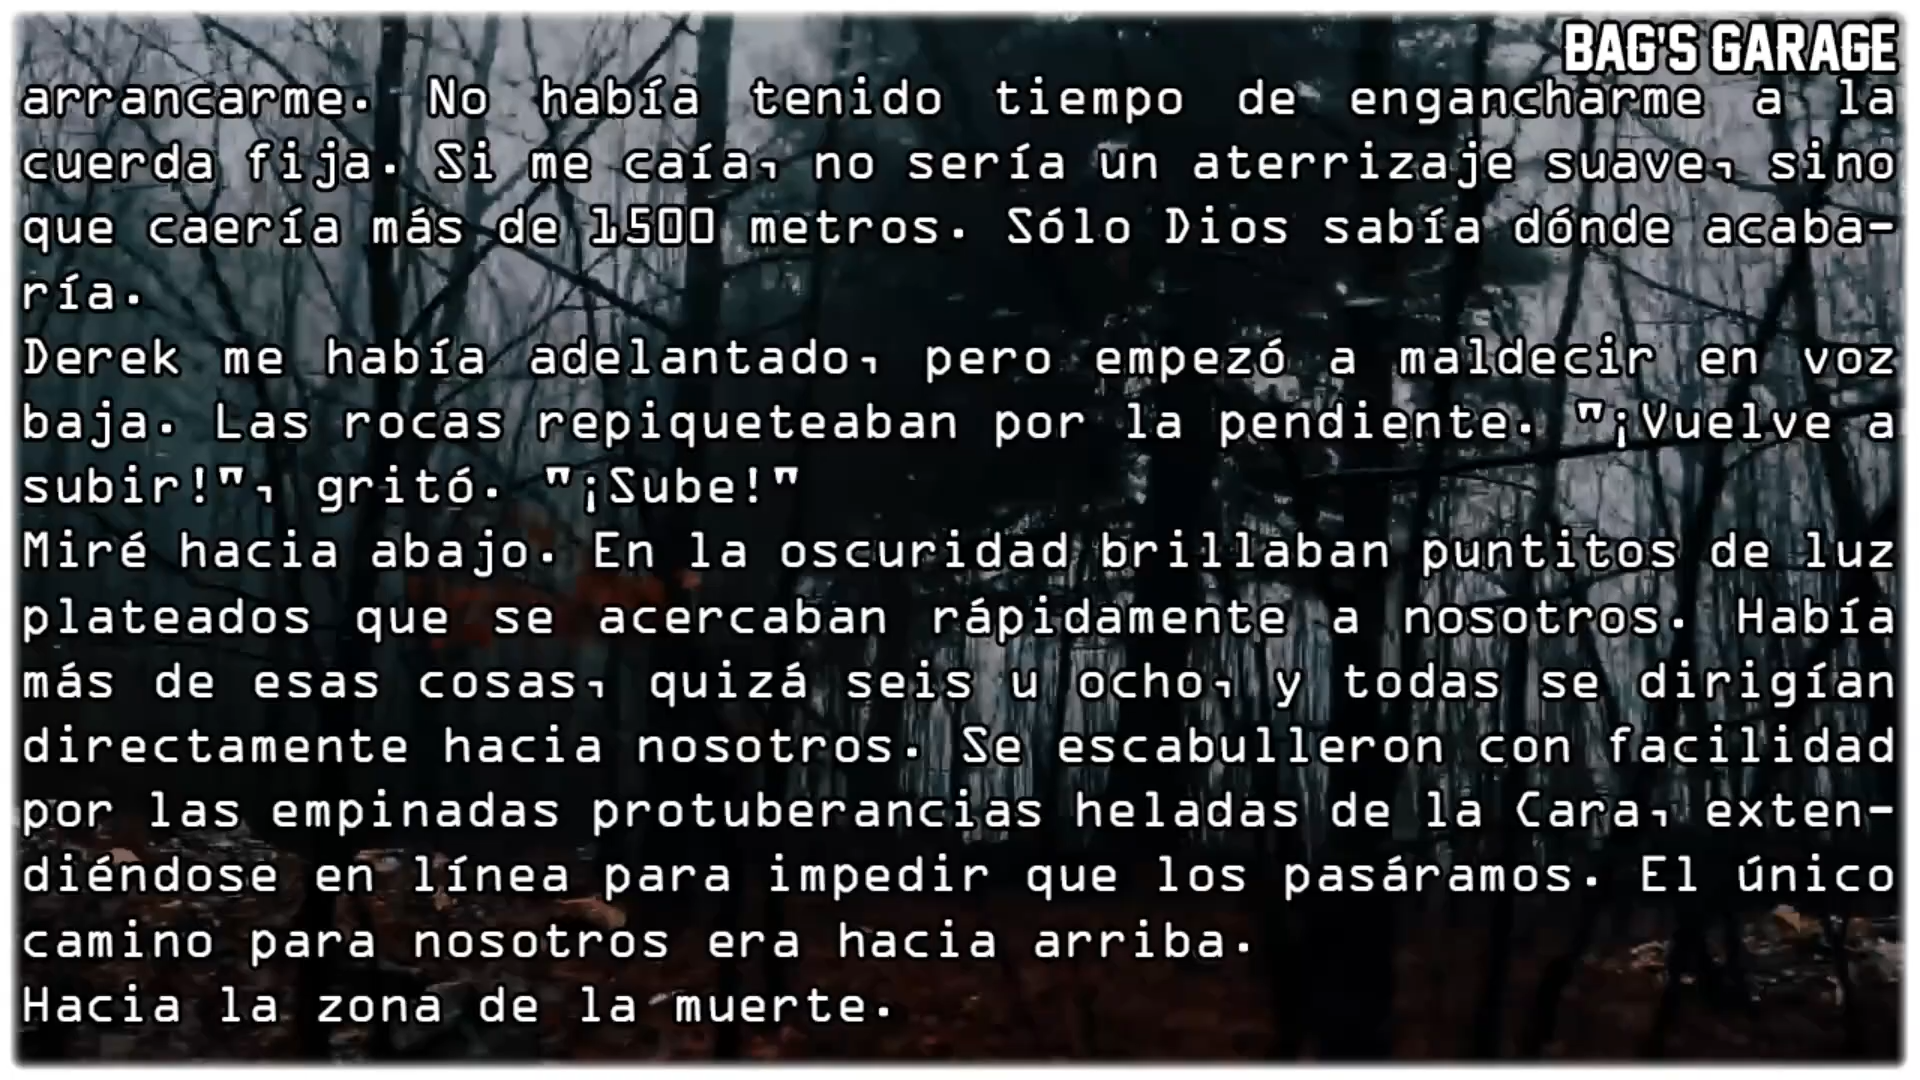 BAG'S GARAGE
arrancarme. No había tenido tiempo de engancharme a la
cuerda fija. Si me caía, no sería un aterrizaje suave, sino
que caería más de 1500 metros. Sólo Dios sabía dónde acaba-
ría.
Derek me había adelantado, pero empezó a maldecir en voz
baja. Las rocas repiqueteaban por la pendiente. "¡Vuelve a
subir!", gritó. "¡Sube!"
Miré hacia abajo. En la oscuridad brillaban puntitos de luz
plateados que se acercaban rápidamente a nosotros. Había
más de esas cosas, quizá seis u ocho, y todas se dirigían
directamente hacia nosotros. Se escabulleron con facilidad
por las empinadas protuberancias heladas de la Cara, exten-
diéndose en línea para impedir que los pasáramos. El único
camino para nosotros era hacia arriba.
Hacia la zona de la muerte.